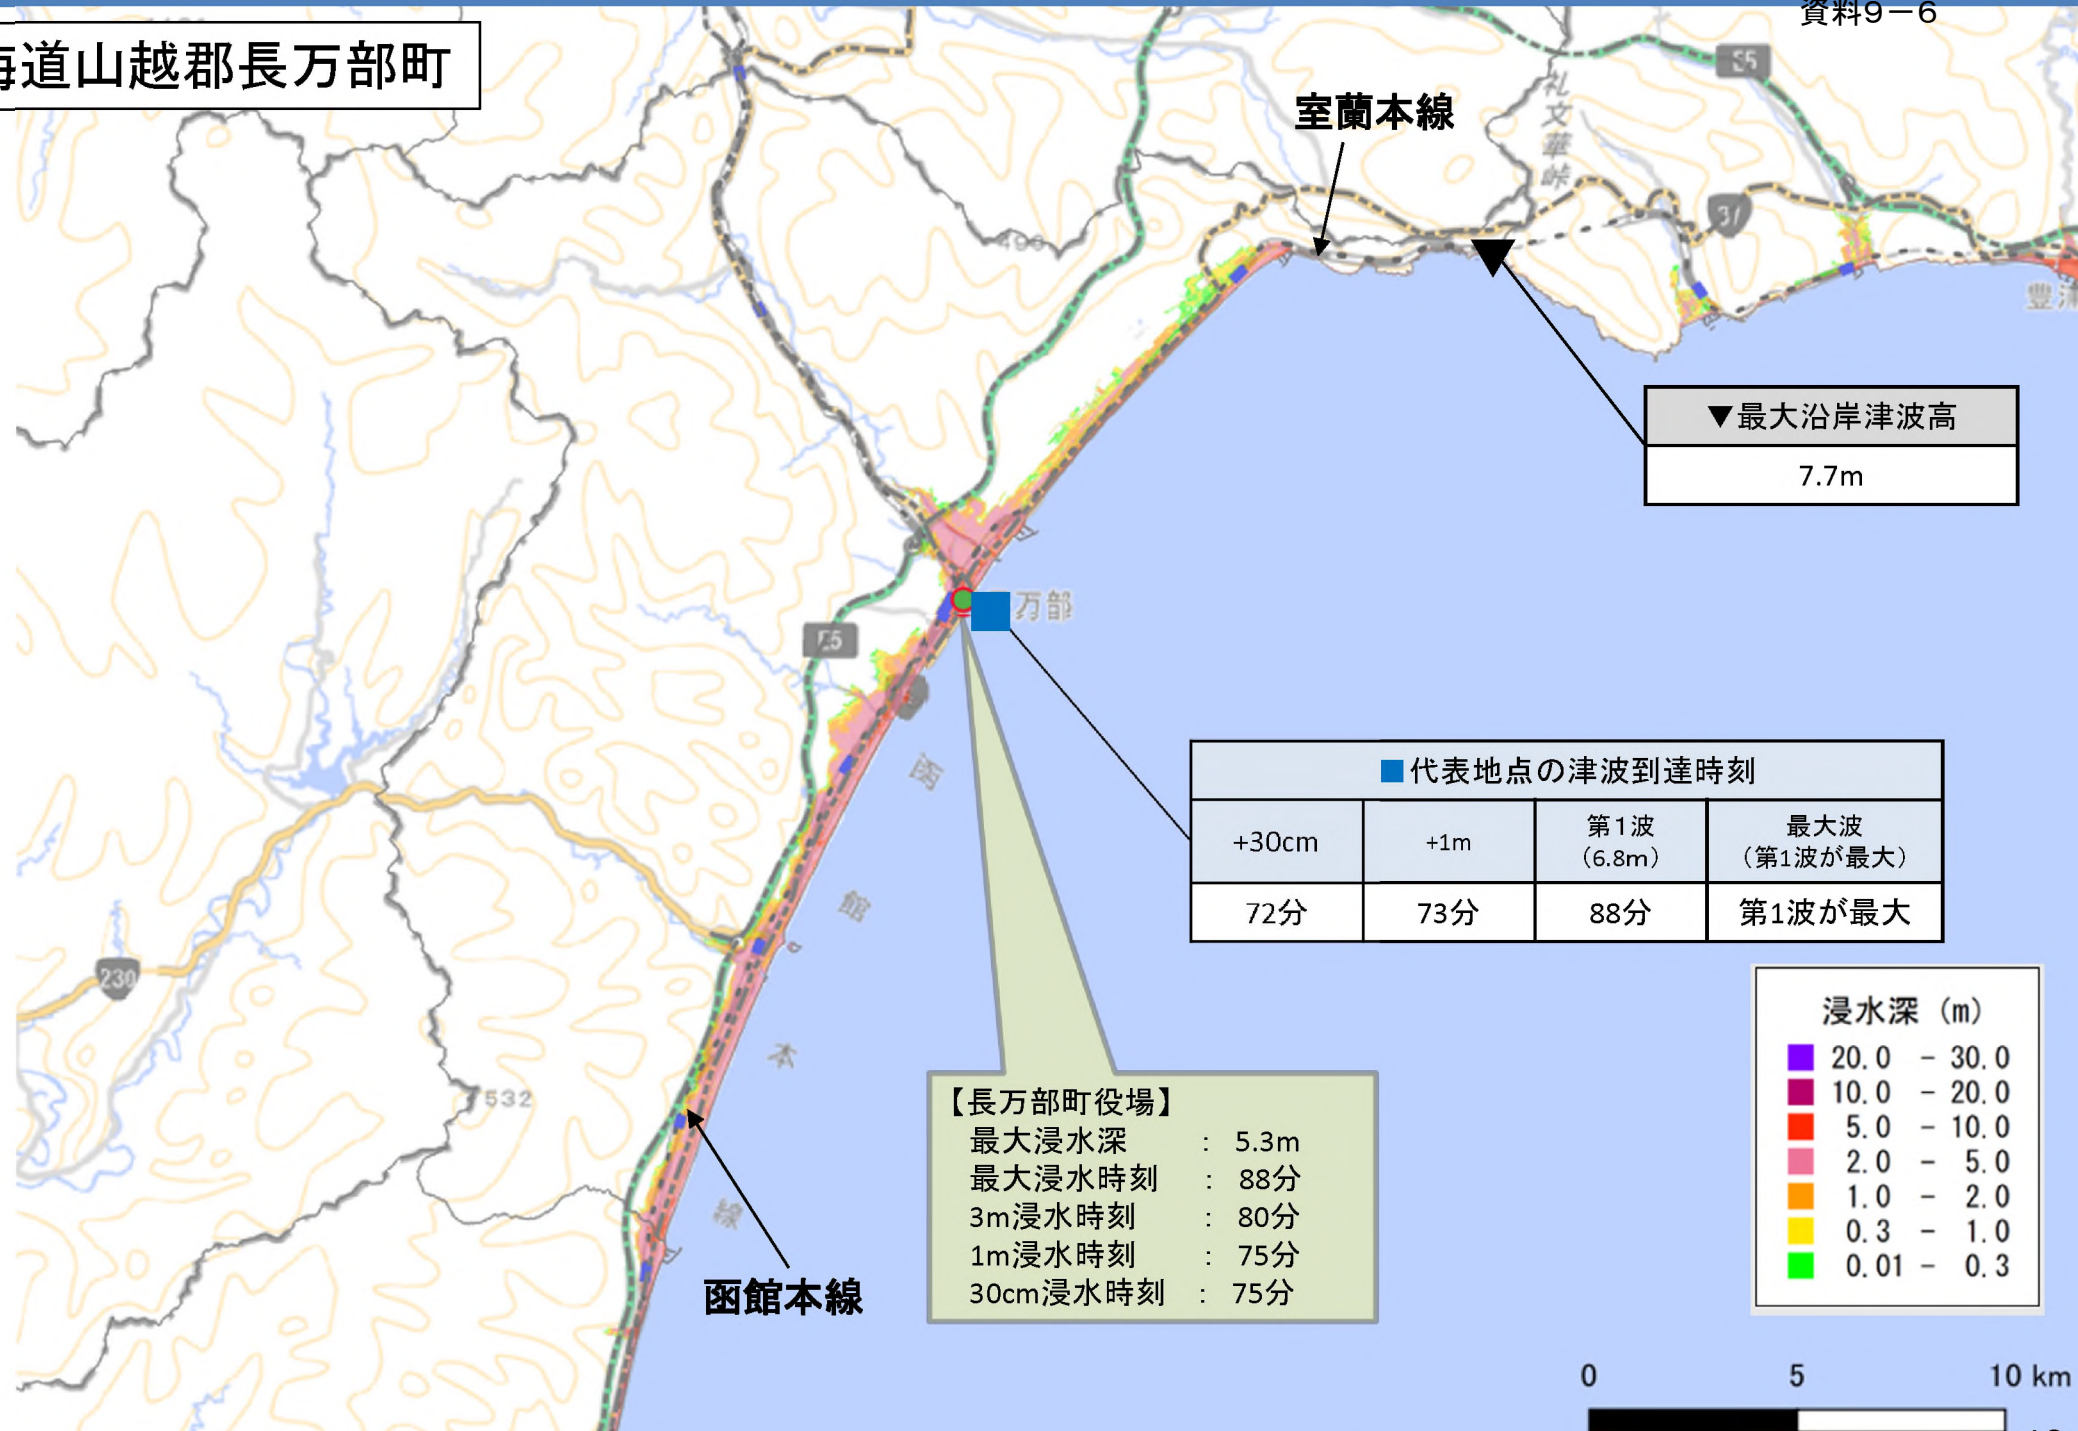 資料9-6
海道山越郡長万部町
E5
室蘭本線
礼文華峠
37
496
豊浦
▼最大沿岸津波高
7.7m
万部
E5
■代表地点の津波到達時刻
+30cm +1m 第1波(6.8m) 最大波(第1波が最大)
72分 73分 88分 第1波が最大
函館本線
230
532
【長万部町役場】
最大浸水深 : 5.3m
最大浸水時刻 : 88分
3m浸水時刻 : 80分
1m浸水時刻 : 75分
30cm浸水時刻 : 75分
函館本線
浸水深 (m)
20.0 - 30.0
10.0 - 20.0
5.0 - 10.0
2.0 - 5.0
1.0 - 2.0
0.3 - 1.0
0.01 - 0.3
0 5 10 km